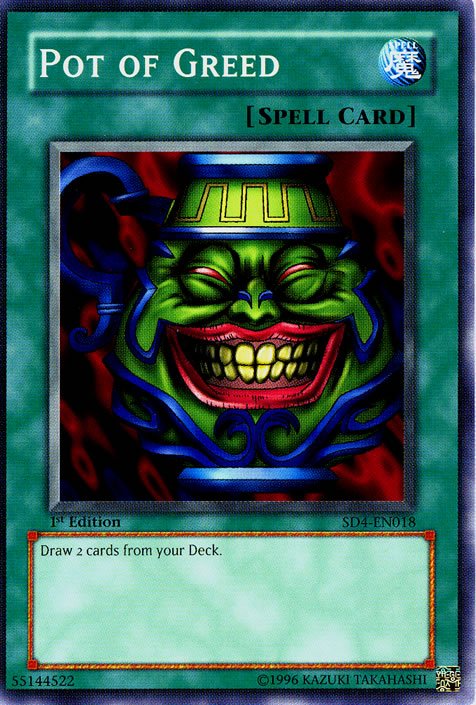 POT OF GREED
SPELL
魔
[SPELL CARD]
1st Edition
SD4-EN018
Draw 2 cards from your Deck.
55144522
©1996 KAZUKI TAKAHASHI